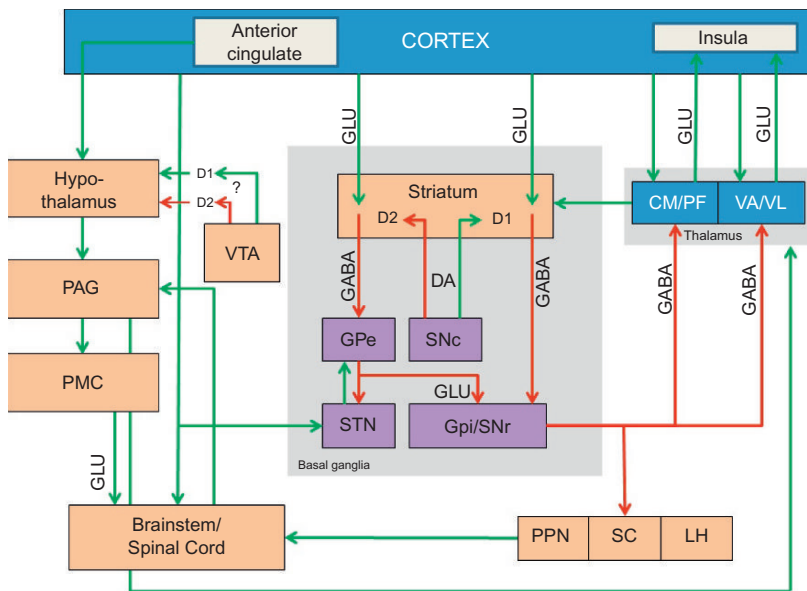 Anterior
cingulate
CORTEX
Insula
GLU
GLU
GLU
GLU
Hypo-
thalamus
D1
?
D2
VTA
Striatum
D2
D1
CM/PF
VA/VL
Thalamus
PAG
GABA
DA
GABA
GABA
GABA
GPe
SNc
PMC
GLU
STN
Gpi/SNr
Basal ganglia
GLU
Brainstem/
Spinal Cord
PPN
SC
LH